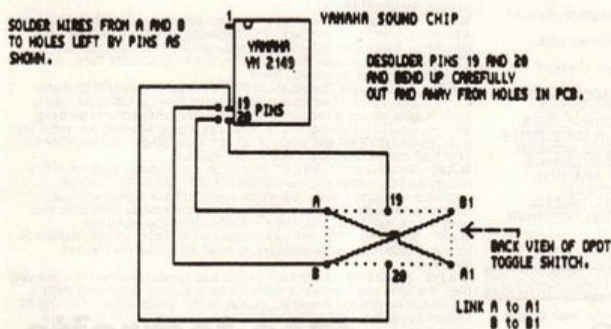 SOLDER WIRES FROM A AND B
TO HOLES LEFT BY PINS AS
SHOWN.
1
YAMAHA
VM 2149
19
20
PINS
YAMAHA SOUND CHIP
DESOLDER PINS 19 AND 20
AND BEND UP CAREFULLY
OUT AND AWAY FROM HOLES IN PCB.
A
19
B1
B
20
A1
BACK VIEW OF DPDT
TOGGLE SWITCH.
LINK A to A1
B to B1